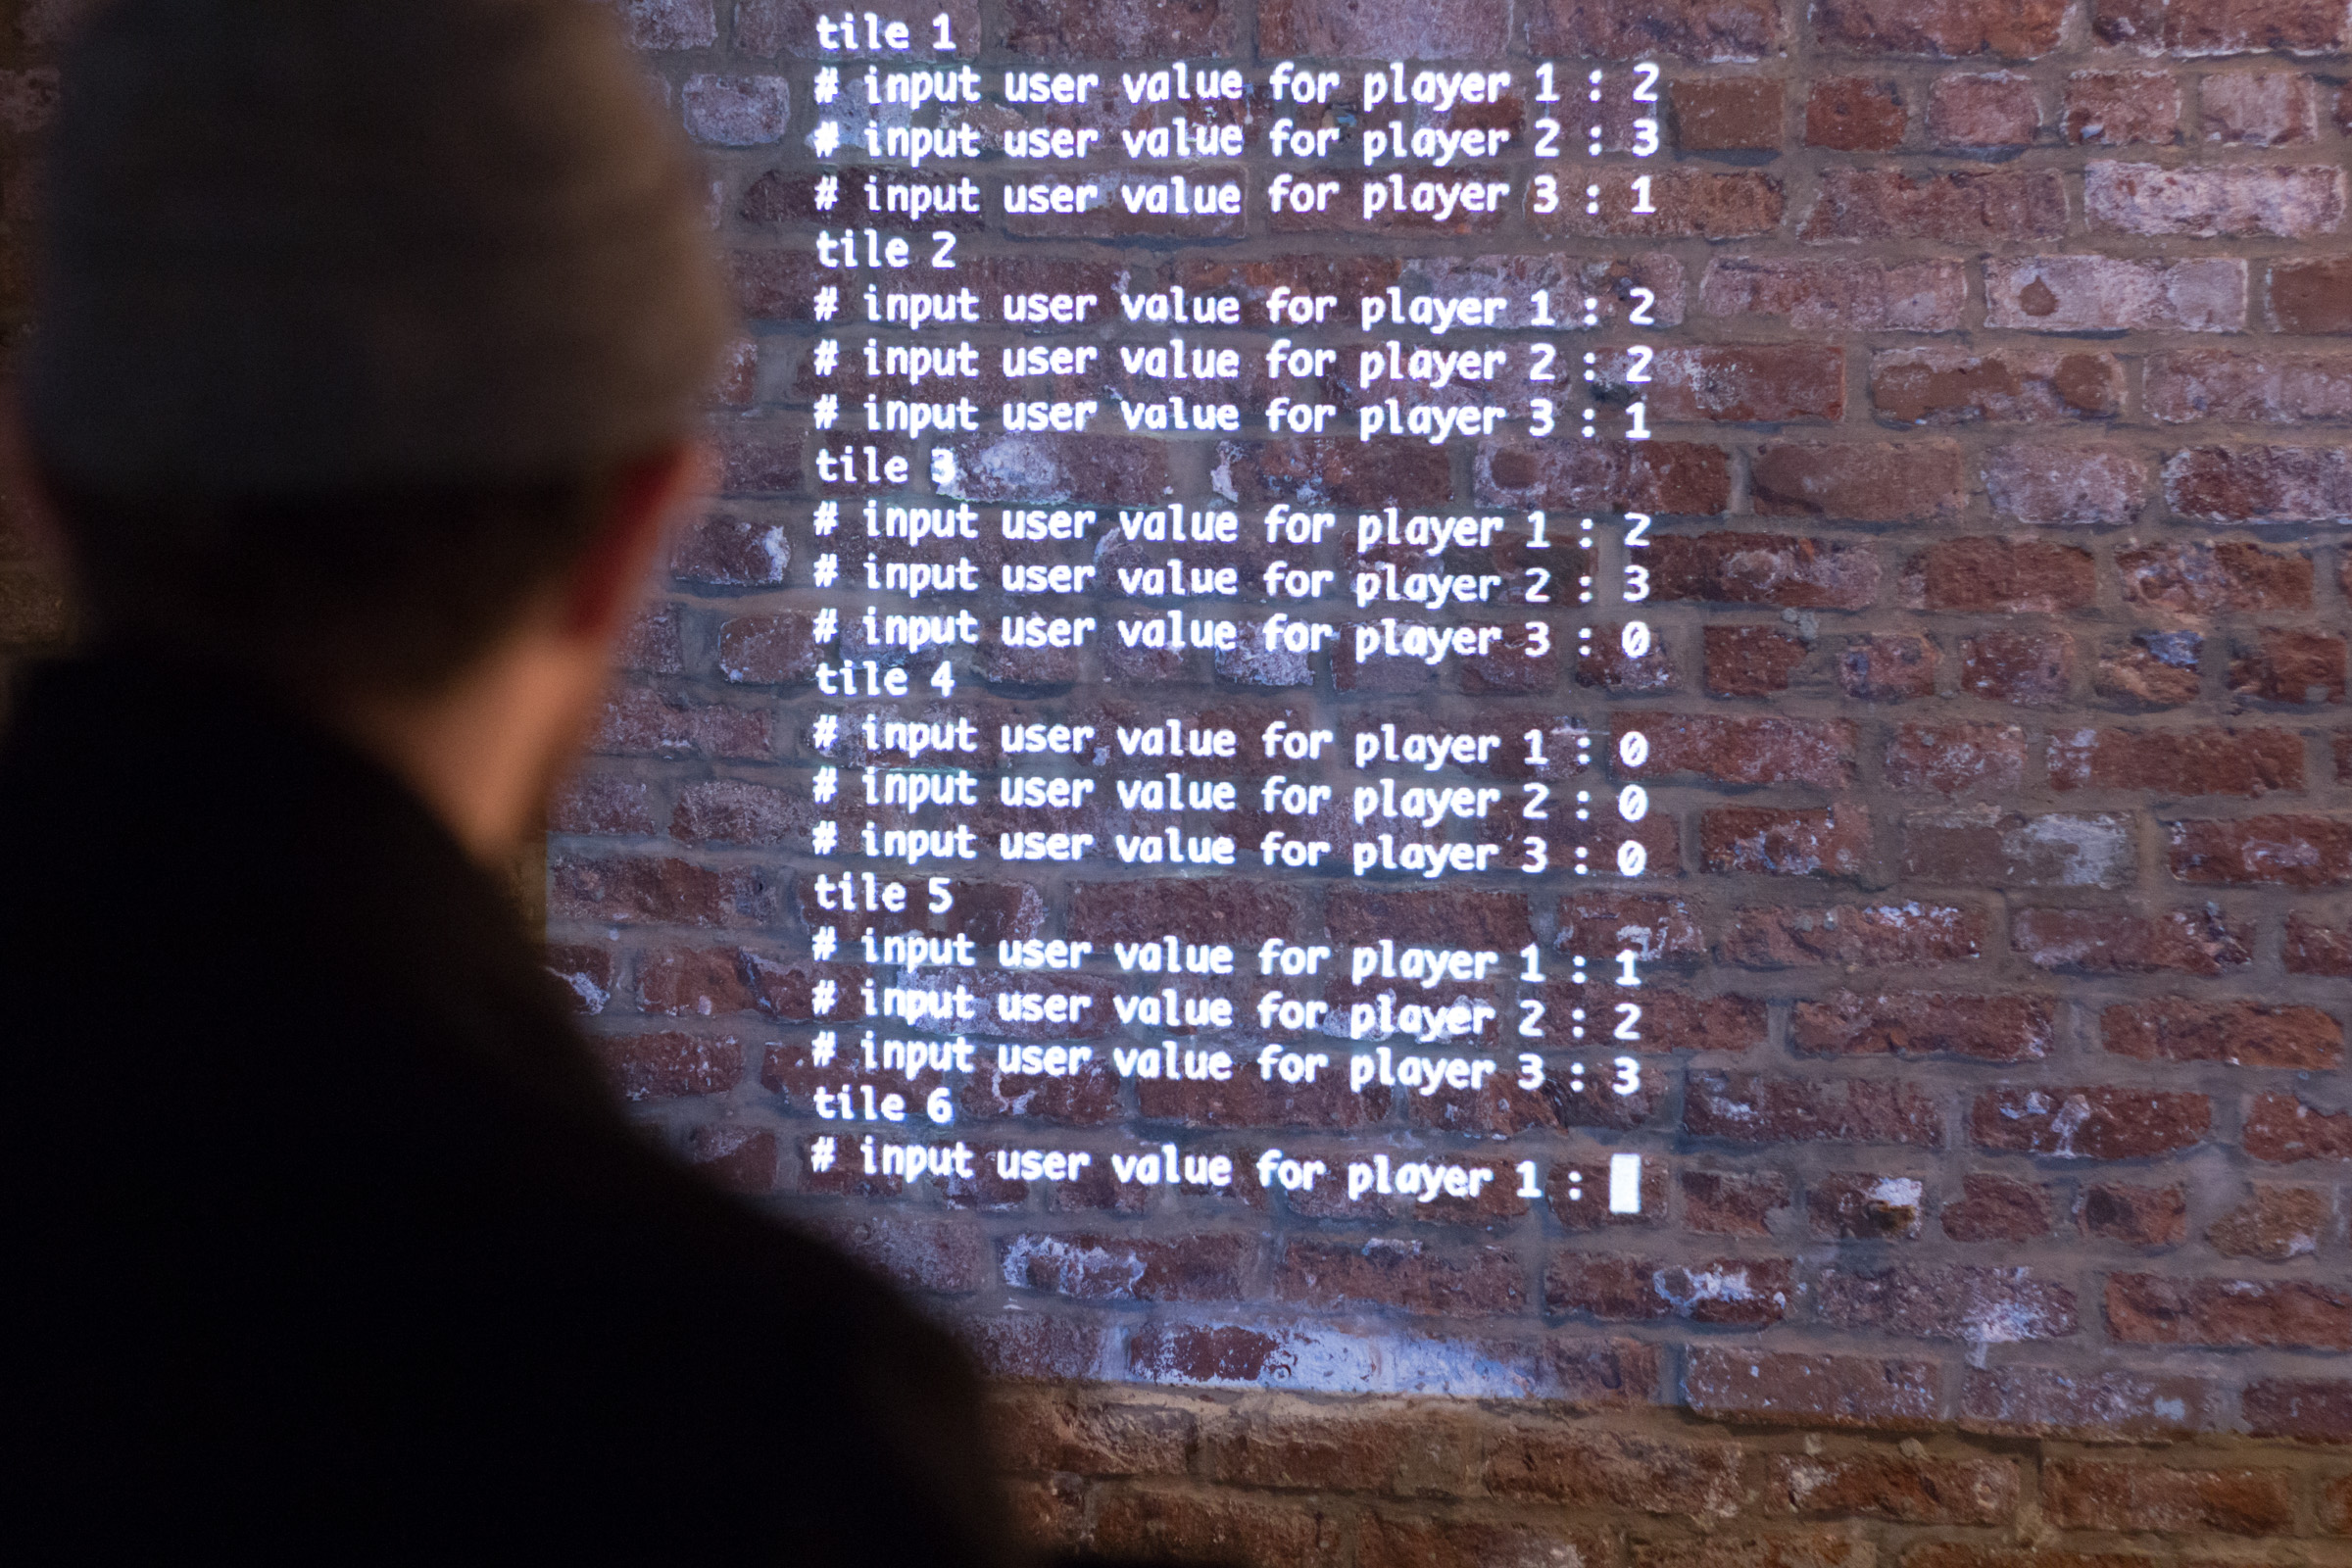 tile 1
# input user value for player 1 : 2
# input user value for player 2 : 3
# input user value for player 3 : 1
tile 2
# input user value for player 1 : 2
# input user value for player 2 : 2
# input user value for player 3 : 1
tile 3
# input user value for player 1 : 2
# input user value for player 2 : 3
# input user value for player 3 : 0
tile 4
# input user value for player 1 : 0
# input user value for player 2 : 0
# input user value for player 3 : 0
tile 5
# input user value for player 1 : 1
# input user value for player 2 : 2
# input user value for player 3 : 3
tile 6
# input user value for player 1 :